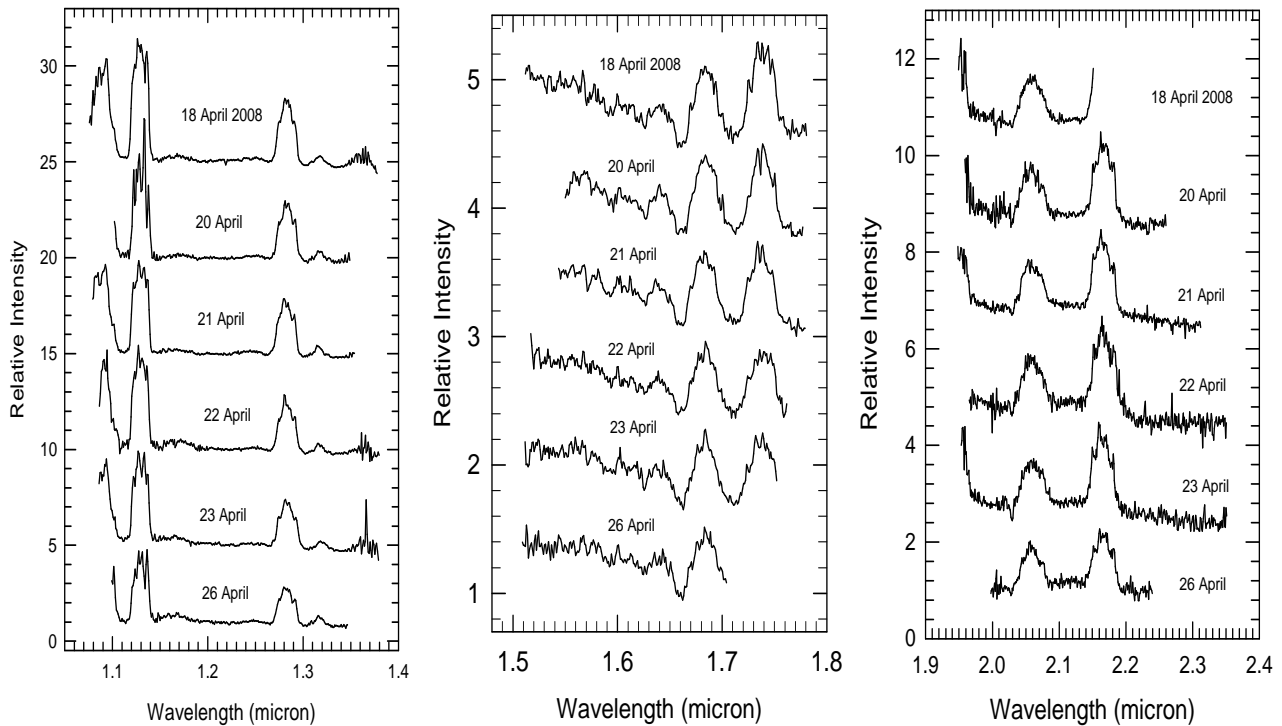 Relative Intensity
30
25
20
15
10
5
0
18 April 2008
20 April
21 April
22 April
23 April
26 April
1.1
1.2
1.3
1.4
Wavelength (micron)
Relative Intensity
5
4
3
2
1
18 April 2008
20 April
21 April
22 April
23 April
26 April
1.5
1.6
1.7
1.8
Wavelength (micron)
Relative Intensity
12
10
8
6
4
2
0
18 April 2008
20 April
21 April
22 April
23 April
26 April
1.9
2.0
2.1
2.2
2.3
2.4
Wavelength (micron)